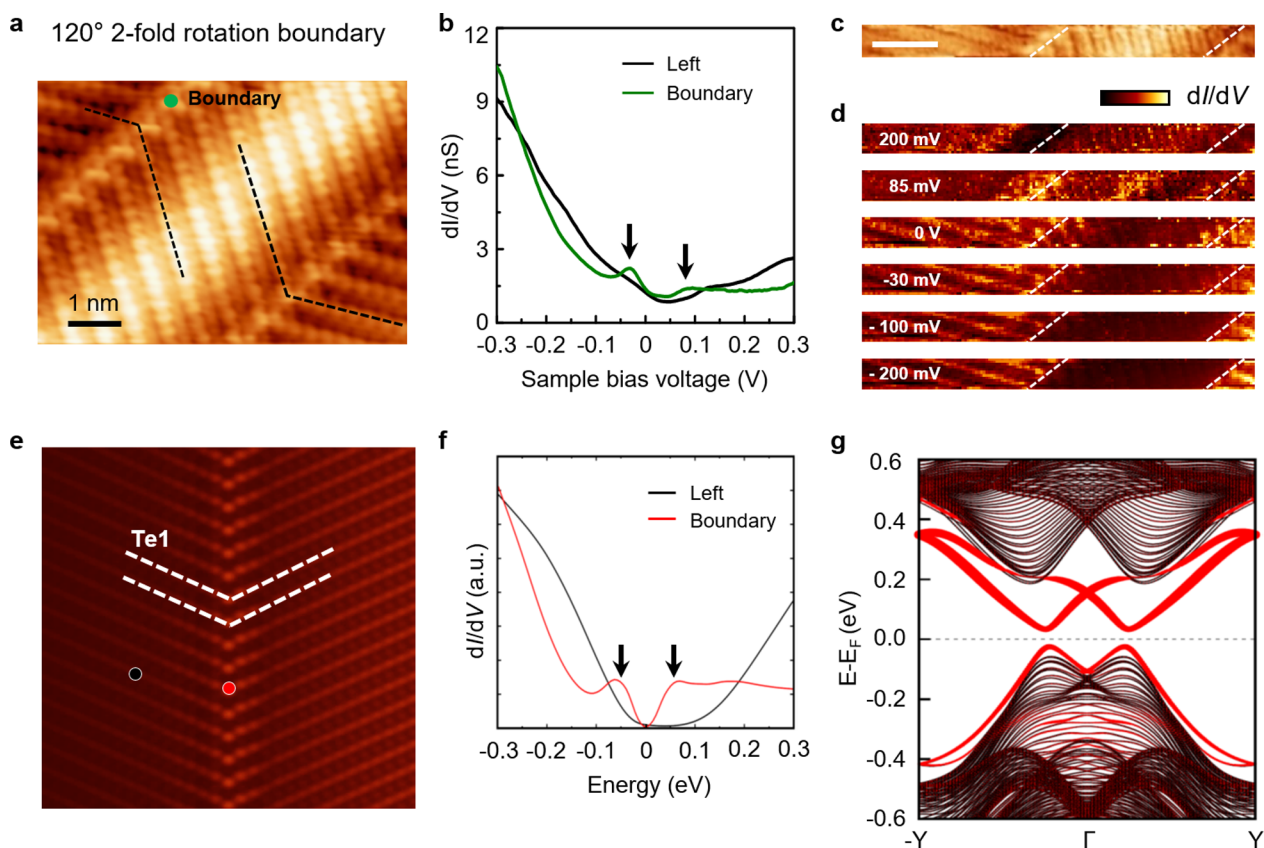 a
120° 2-fold rotation boundary
Boundary
1 nm
b
12
9
6
3
0
dI/dV (nS)
Left
Boundary
-0.3 -0.2 -0.1 0 0.1 0.2 0.3
Sample bias voltage (V)
c
dI/dV
d
200 mV
85 mV
0 V
-30 mV
- 100 mV
- 200 mV
e
Te1
f
dI/dV (a.u.)
Left
Boundary
-0.3 -0.2 -0.1 0 0.1 0.2 0.3
Energy (eV)
g
0.6
0.4
0.2
0.0
-0.2
-0.4
-0.6
E-E_F (eV)
-Y Γ Y